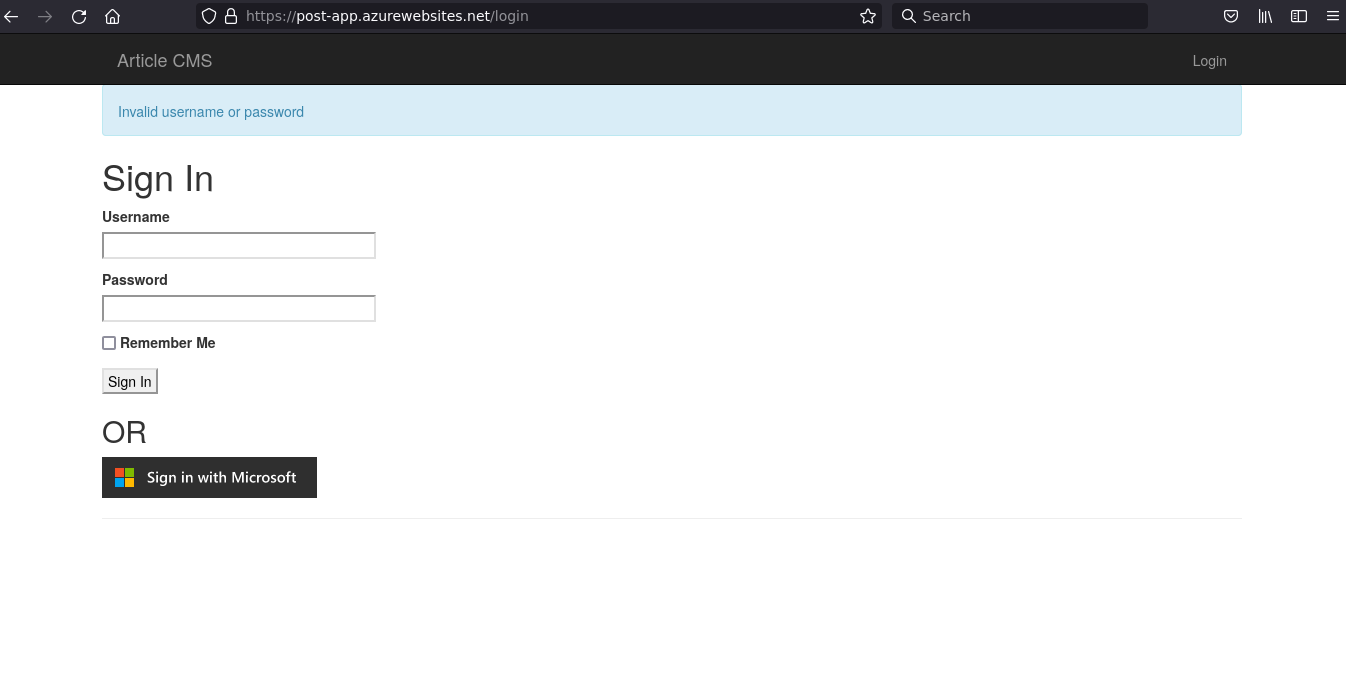 https://post-app.azurewebsites.net/login
Search
Article CMS
Login
Invalid username or password
Sign In
Username
Password
Remember Me
Sign In
OR
Sign in with Microsoft